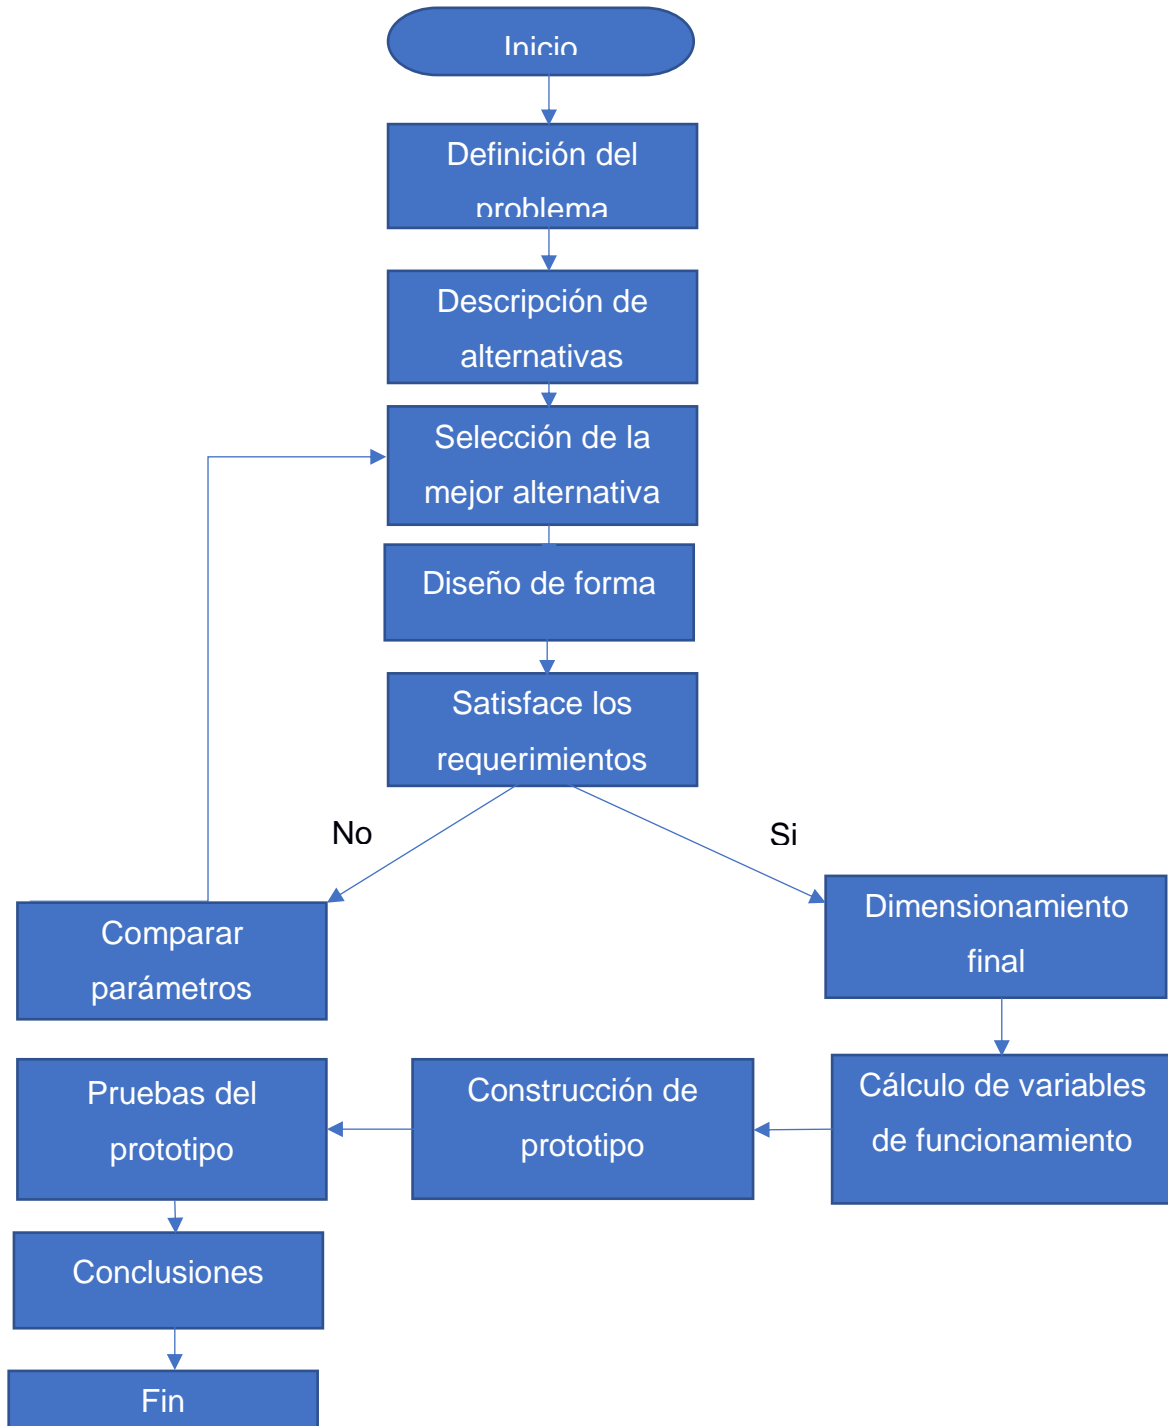 Inicio
Definición del
problema
Descripción de
alternativas
Selección de la
mejor alternativa
Diseño de forma
Satisface los
requerimientos
No
Si
Comparar
parámetros
Dimensionamiento
final
Cálculo de variables
de funcionamiento
Construcción de
prototipo
Pruebas del
prototipo
Conclusiones
Fin